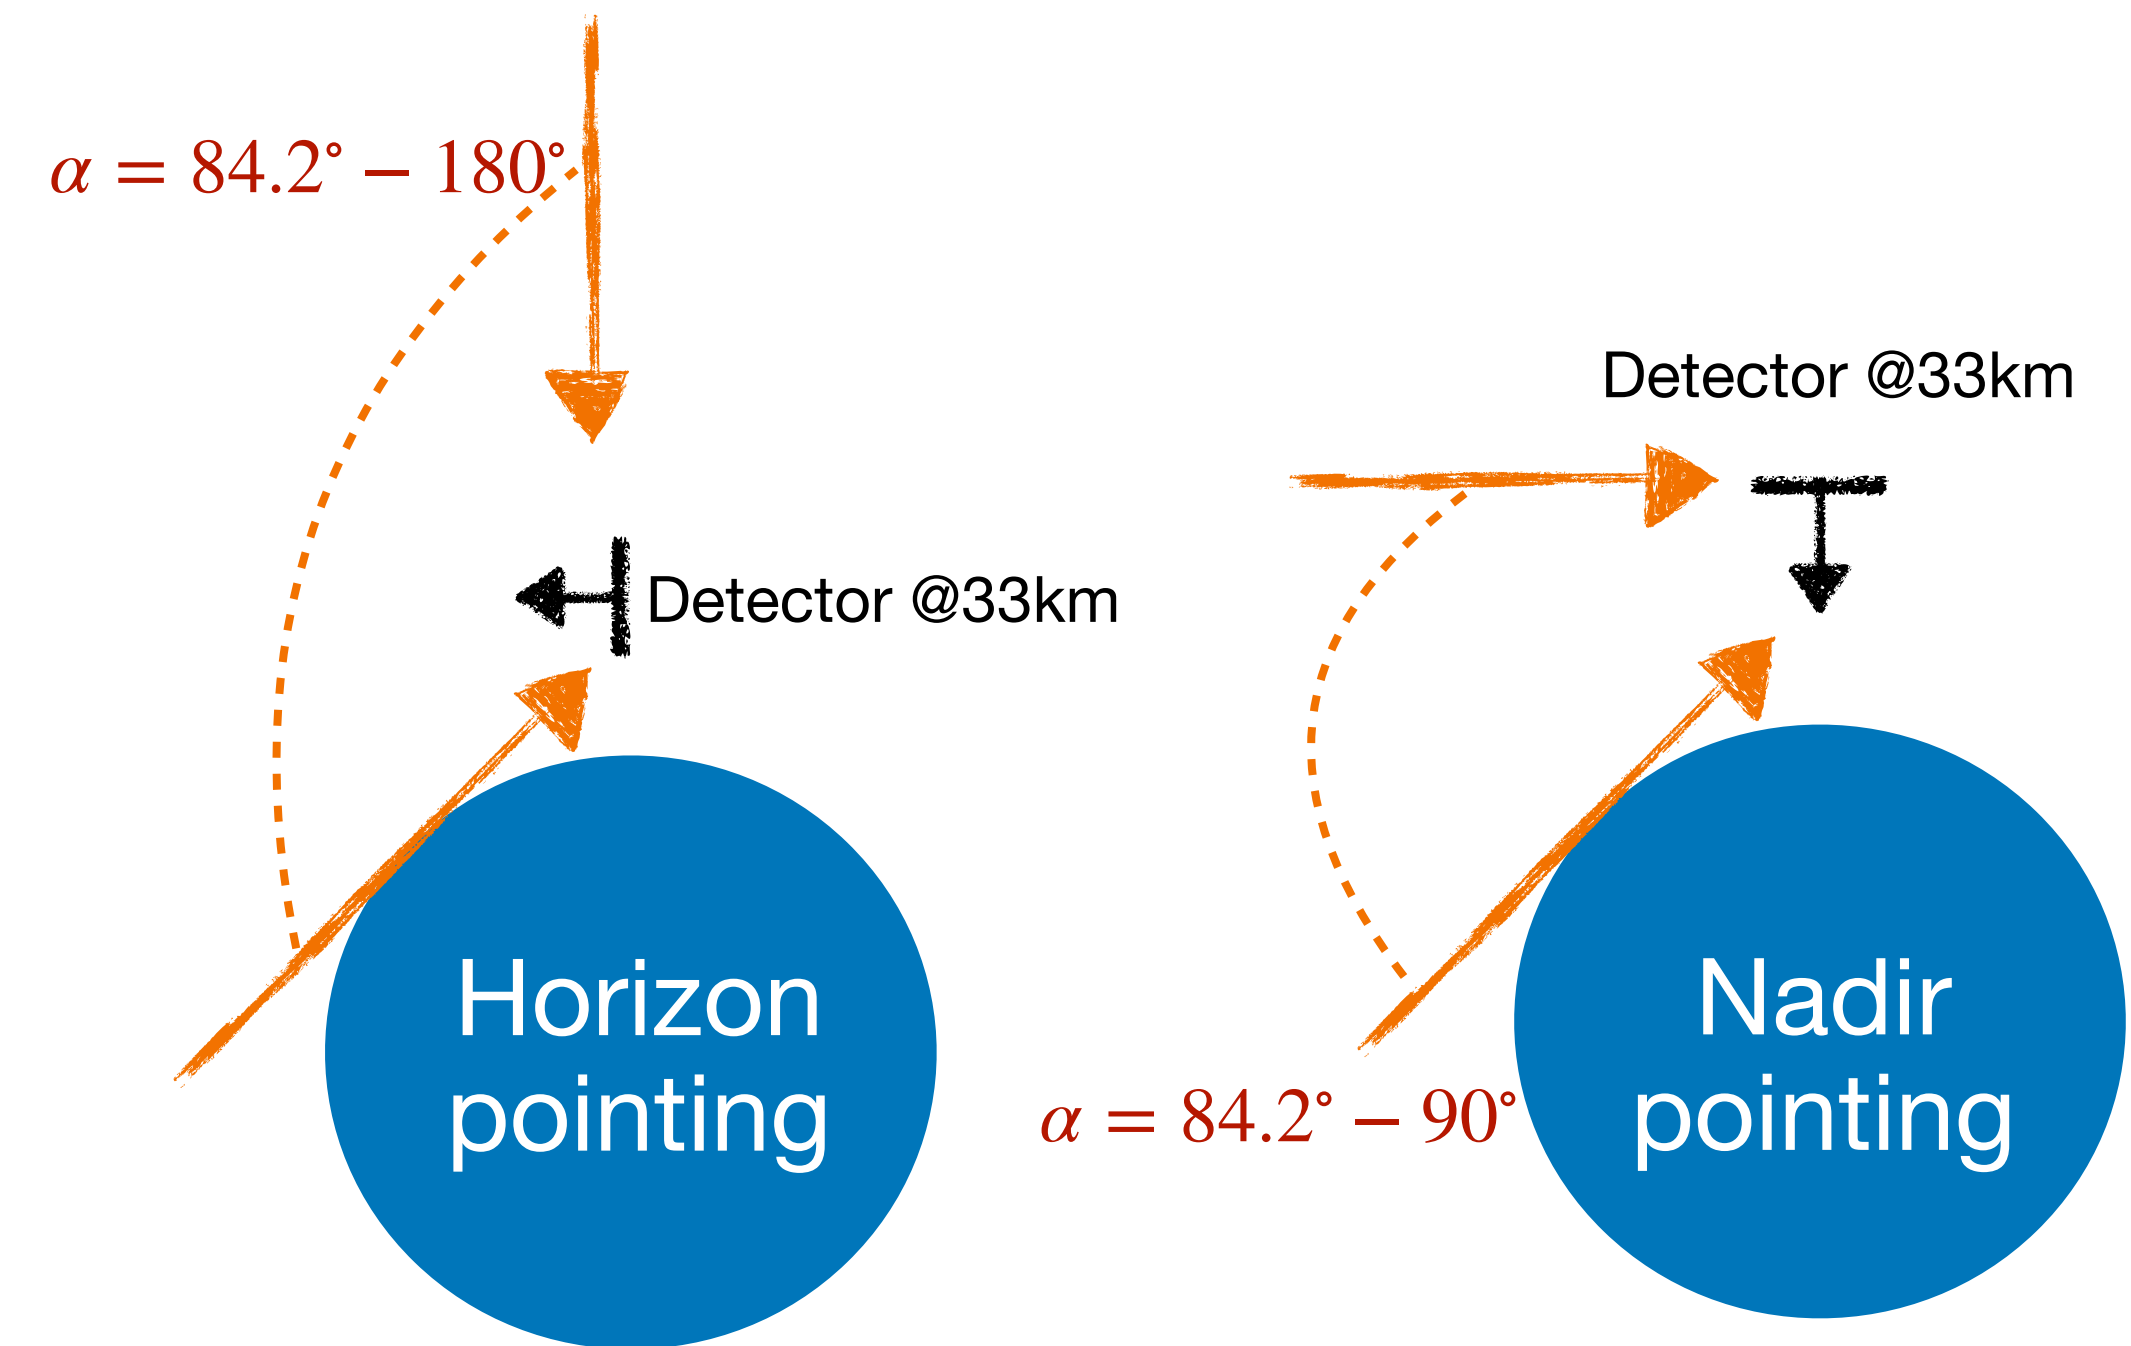 α = 84.2° – 180°
Detector @33km
Horizon
pointing
Detector @33km
α = 84.2° – 90°
Nadir
pointing